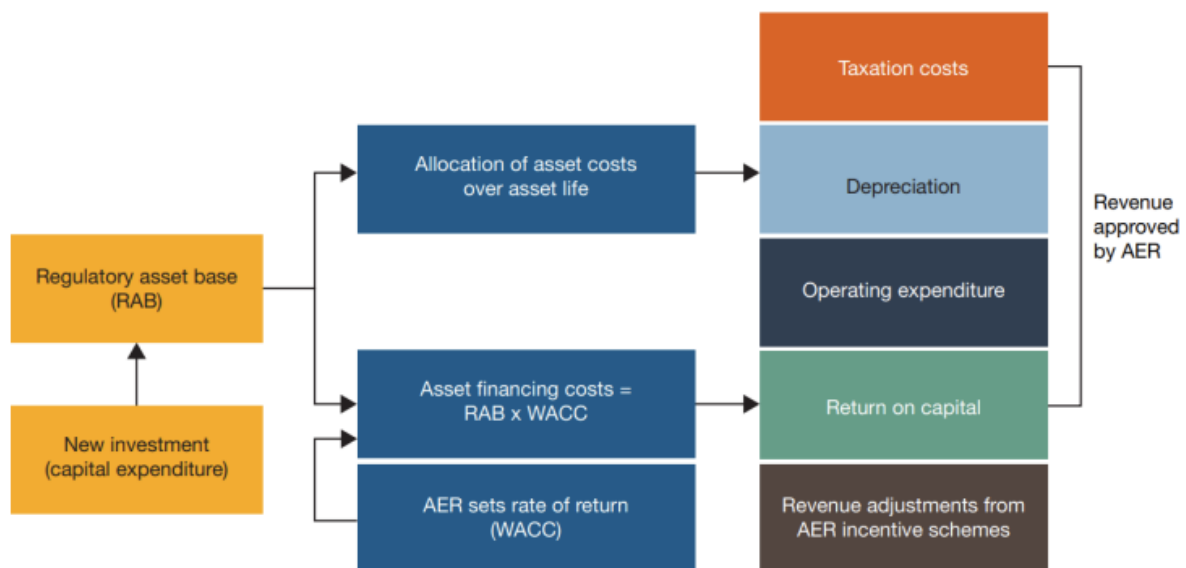 Regulatory asset base
(RAB)
New investment
(capital expenditure)
Allocation of asset costs
over asset life
Asset financing costs =
RAB x WACC
AER sets rate of return
(WACC)
Taxation costs
Depreciation
Operating expenditure
Return on capital
Revenue adjustments from
AER incentive schemes
Revenue
approved
by AER